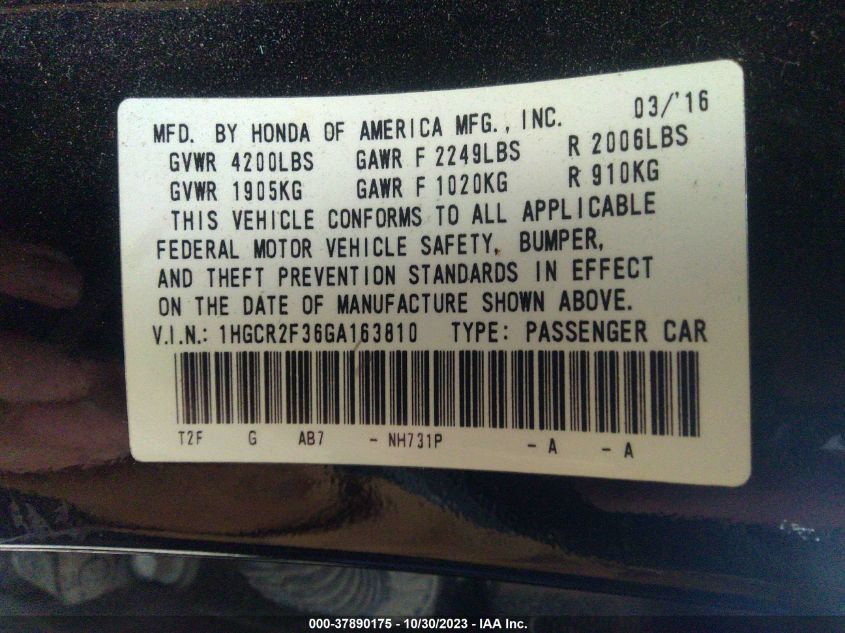 03/'16
MFD. BY HONDA OF AMERICA MFG., INC.
GVWR 4200LBS GAWR F 2249LBS R 2006LBS
GVWR 1905KG GAWR F 1020KG R 910KG
THIS VEHICLE CONFORMS TO ALL APPLICABLE
FEDERAL MOTOR VEHICLE SAFETY, BUMPER,
AND THEFT PREVENTION STANDARDS IN EFFECT
ON THE DATE OF MANUFACTURE SHOWN ABOVE.
V.I.N.: 1HGCR2F36GA163810 TYPE: PASSENGER CAR
T2F G AB7 - NH731P - A - A
000-37890175 - 10/30/2023 - IAA Inc.